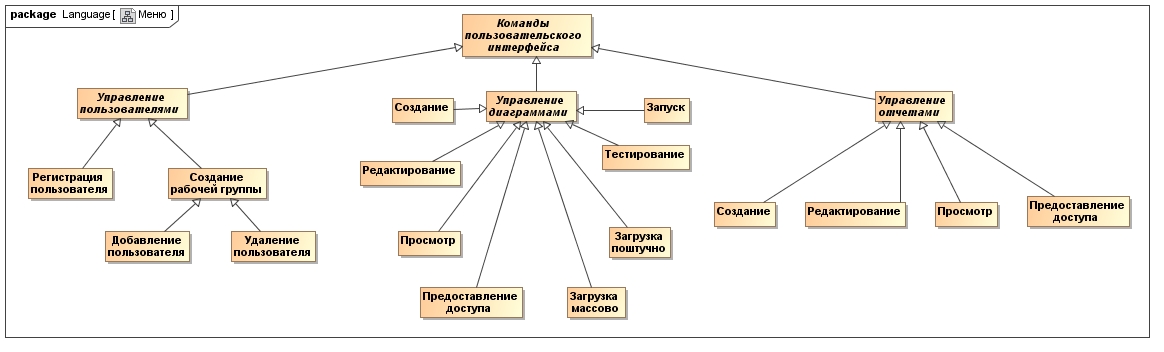 package Language [ Меню ]
Команды
пользовательского
интерфейса
Управление
пользователями
Регистрация
пользователя
Создание
рабочей группы
Добавление
пользователя
Удаление
пользователя
Управление
диаграммами
Создание
Запуск
Редактирование
Тестирование
Просмотр
Загрузка
поштучно
Предоставление
доступа
Загрузка
массово
Управление
отчетами
Создание
Редактирование
Просмотр
Предоставление
доступа